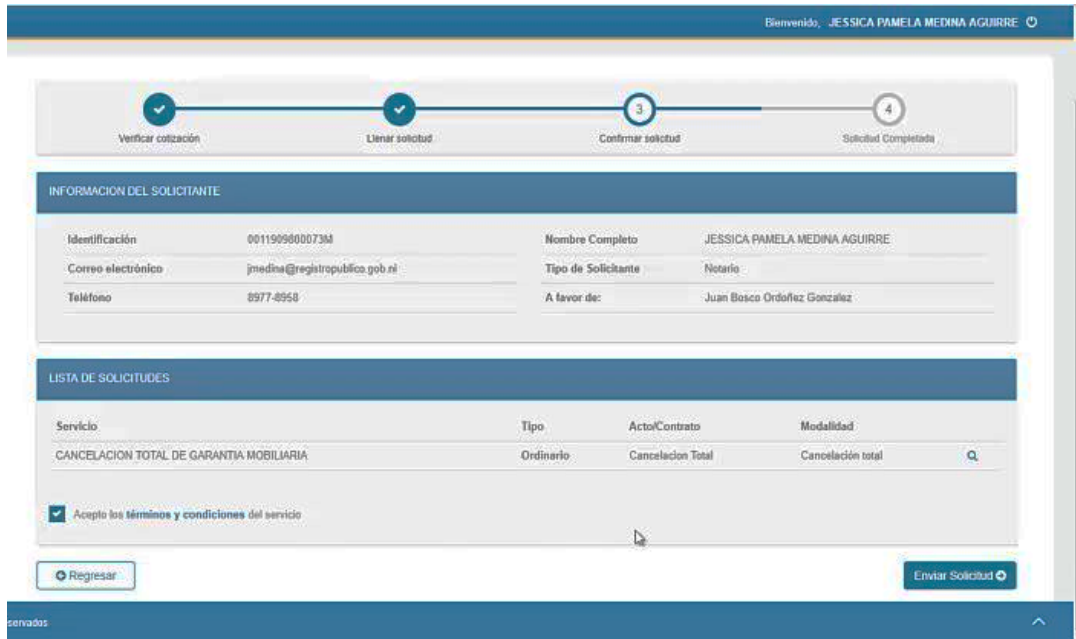 Bienvenido, JESSICA PAMELA MEDINA AGUIRRE
3 4
Verificar cotización Llenar solicitud Confirmar solicitud Solicitud Completada
INFORMACION DEL SOLICITANTE
Identificación 0011909800073M Nombre Completo JESSICA PAMELA MEDINA AGUIRRE
Correo electrónico jmedina@registropublico.gob.ni Tipo de Solicitante Notario
Teléfono 8977-8958 A favor de: Juan Bosco Ordoñez Gonzalez
LISTA DE SOLICITUDES
Servicio Tipo Acto/Contrato Modalidad
CANCELACION TOTAL DE GARANTIA MOBILIARIA Ordinario Cancelacion Total Cancelación total
Acepto los términos y condiciones del servicio
Regresar Enviar Solicitud
servados